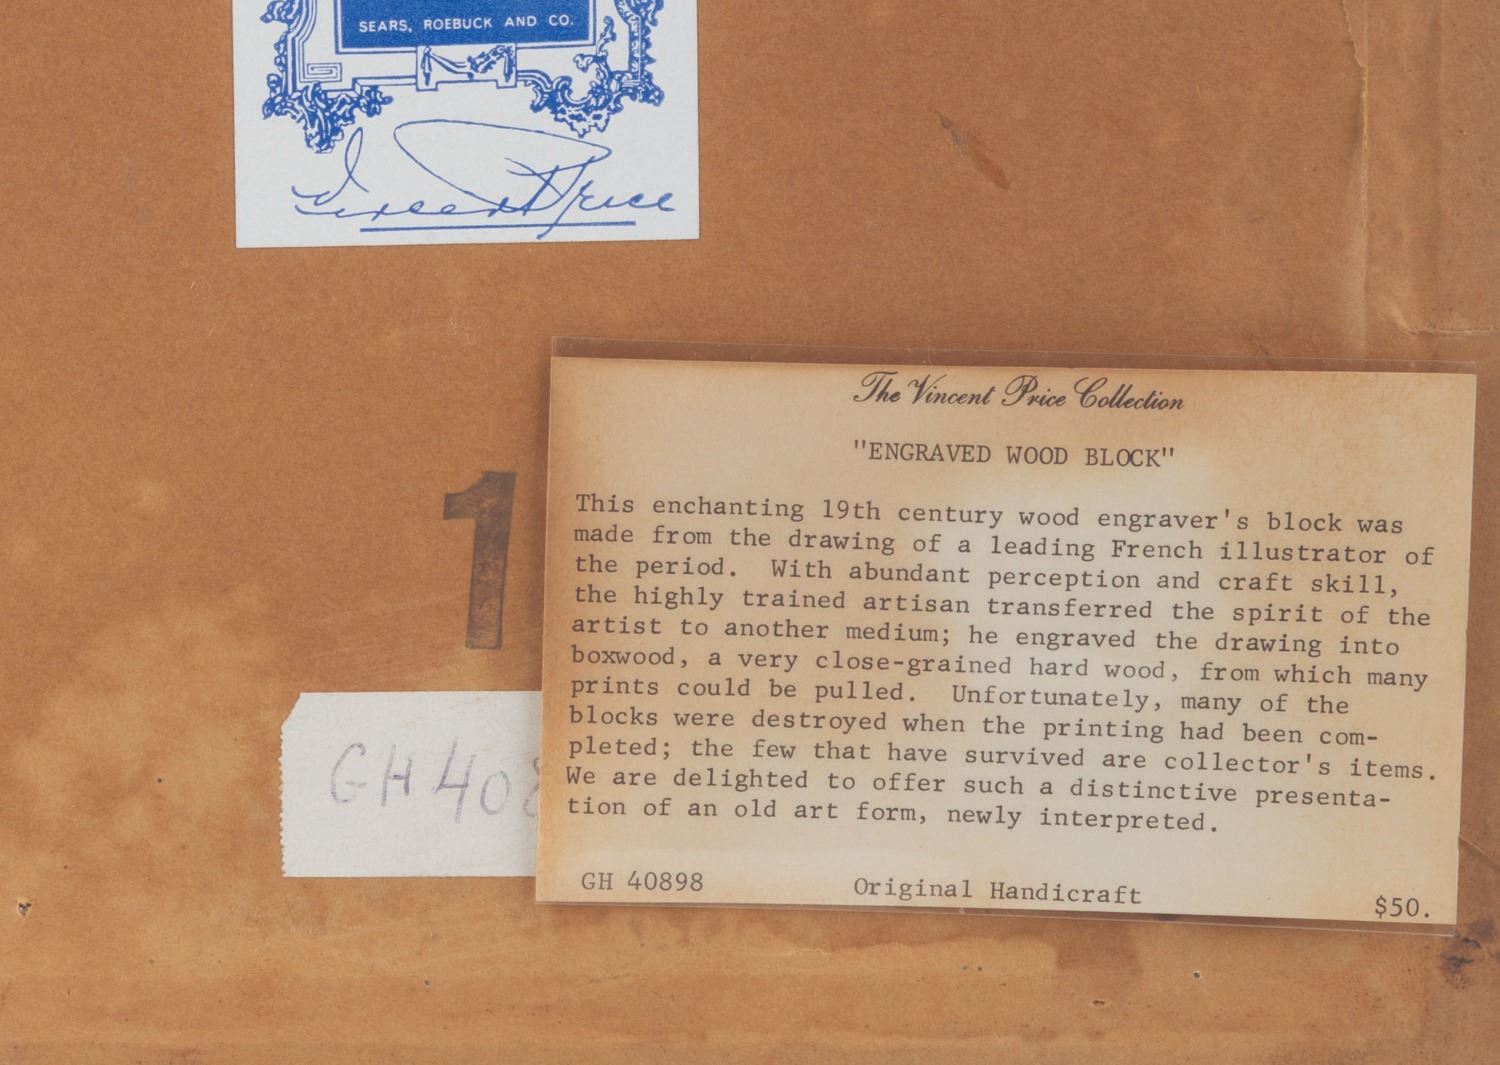 SEARS, ROEBUCK AND CO.
Vincent Price
The Vincent Price Collection
"ENGRAVED WOOD BLOCK"
This enchanting 19th century wood engraver's block was
made from the drawing of a leading French illustrator of
the period. With abundant perception and craft skill,
the highly trained artisan transferred the spirit of the
artist to another medium; he engraved the drawing into
boxwood, a very close-grained hard wood, from which many
prints could be pulled. Unfortunately, many of the
blocks were destroyed when the printing had been com-
pleted; the few that have survived are collector's items.
We are delighted to offer such a distinctive presenta-
tion of an old art form, newly interpreted.
GH 40898 Original Handicraft $50.
1
GH 408